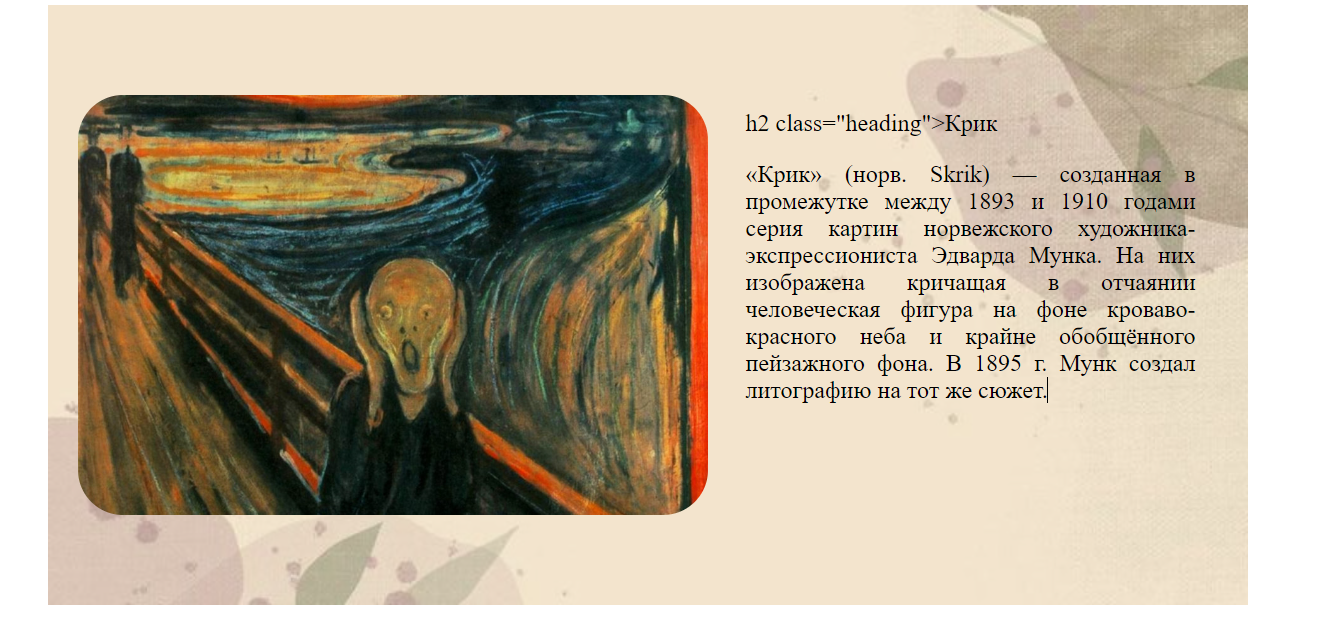 h2 class="heading">Крик
«Крик» (норв. Skrik) — созданная в
промежутке между 1893 и 1910 годами
серия картин норвежского художника-
экспрессиониста Эдварда Мунка. На них
изображена кричащая в отчаянии
человеческая фигура на фоне кроваво-
красного неба и крайне обобщённого
пейзажного фона. В 1895 г. Мунк создал
литографию на тот же сюжет.